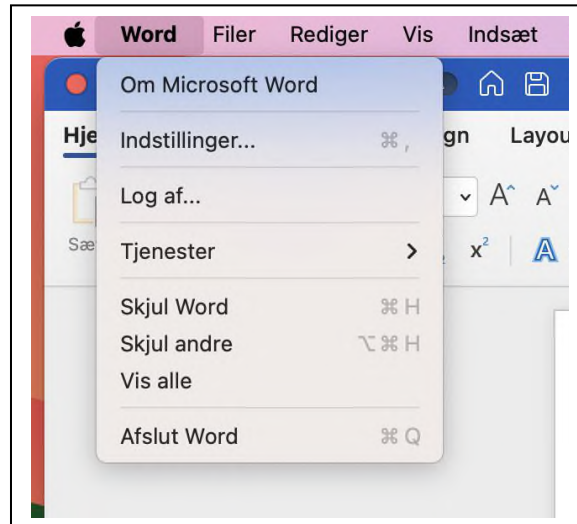 Word Filer Rediger Vis Indsæt
Om Microsoft Word
Hje gn Layou
Indstillinger... ⌘ ,
Log af... A^ A˅
Sæ Tjenester > x² A
Skjul Word ⌘ H
Skjul andre ⌥ ⌘ H
Vis alle
Afslut Word ⌘ Q